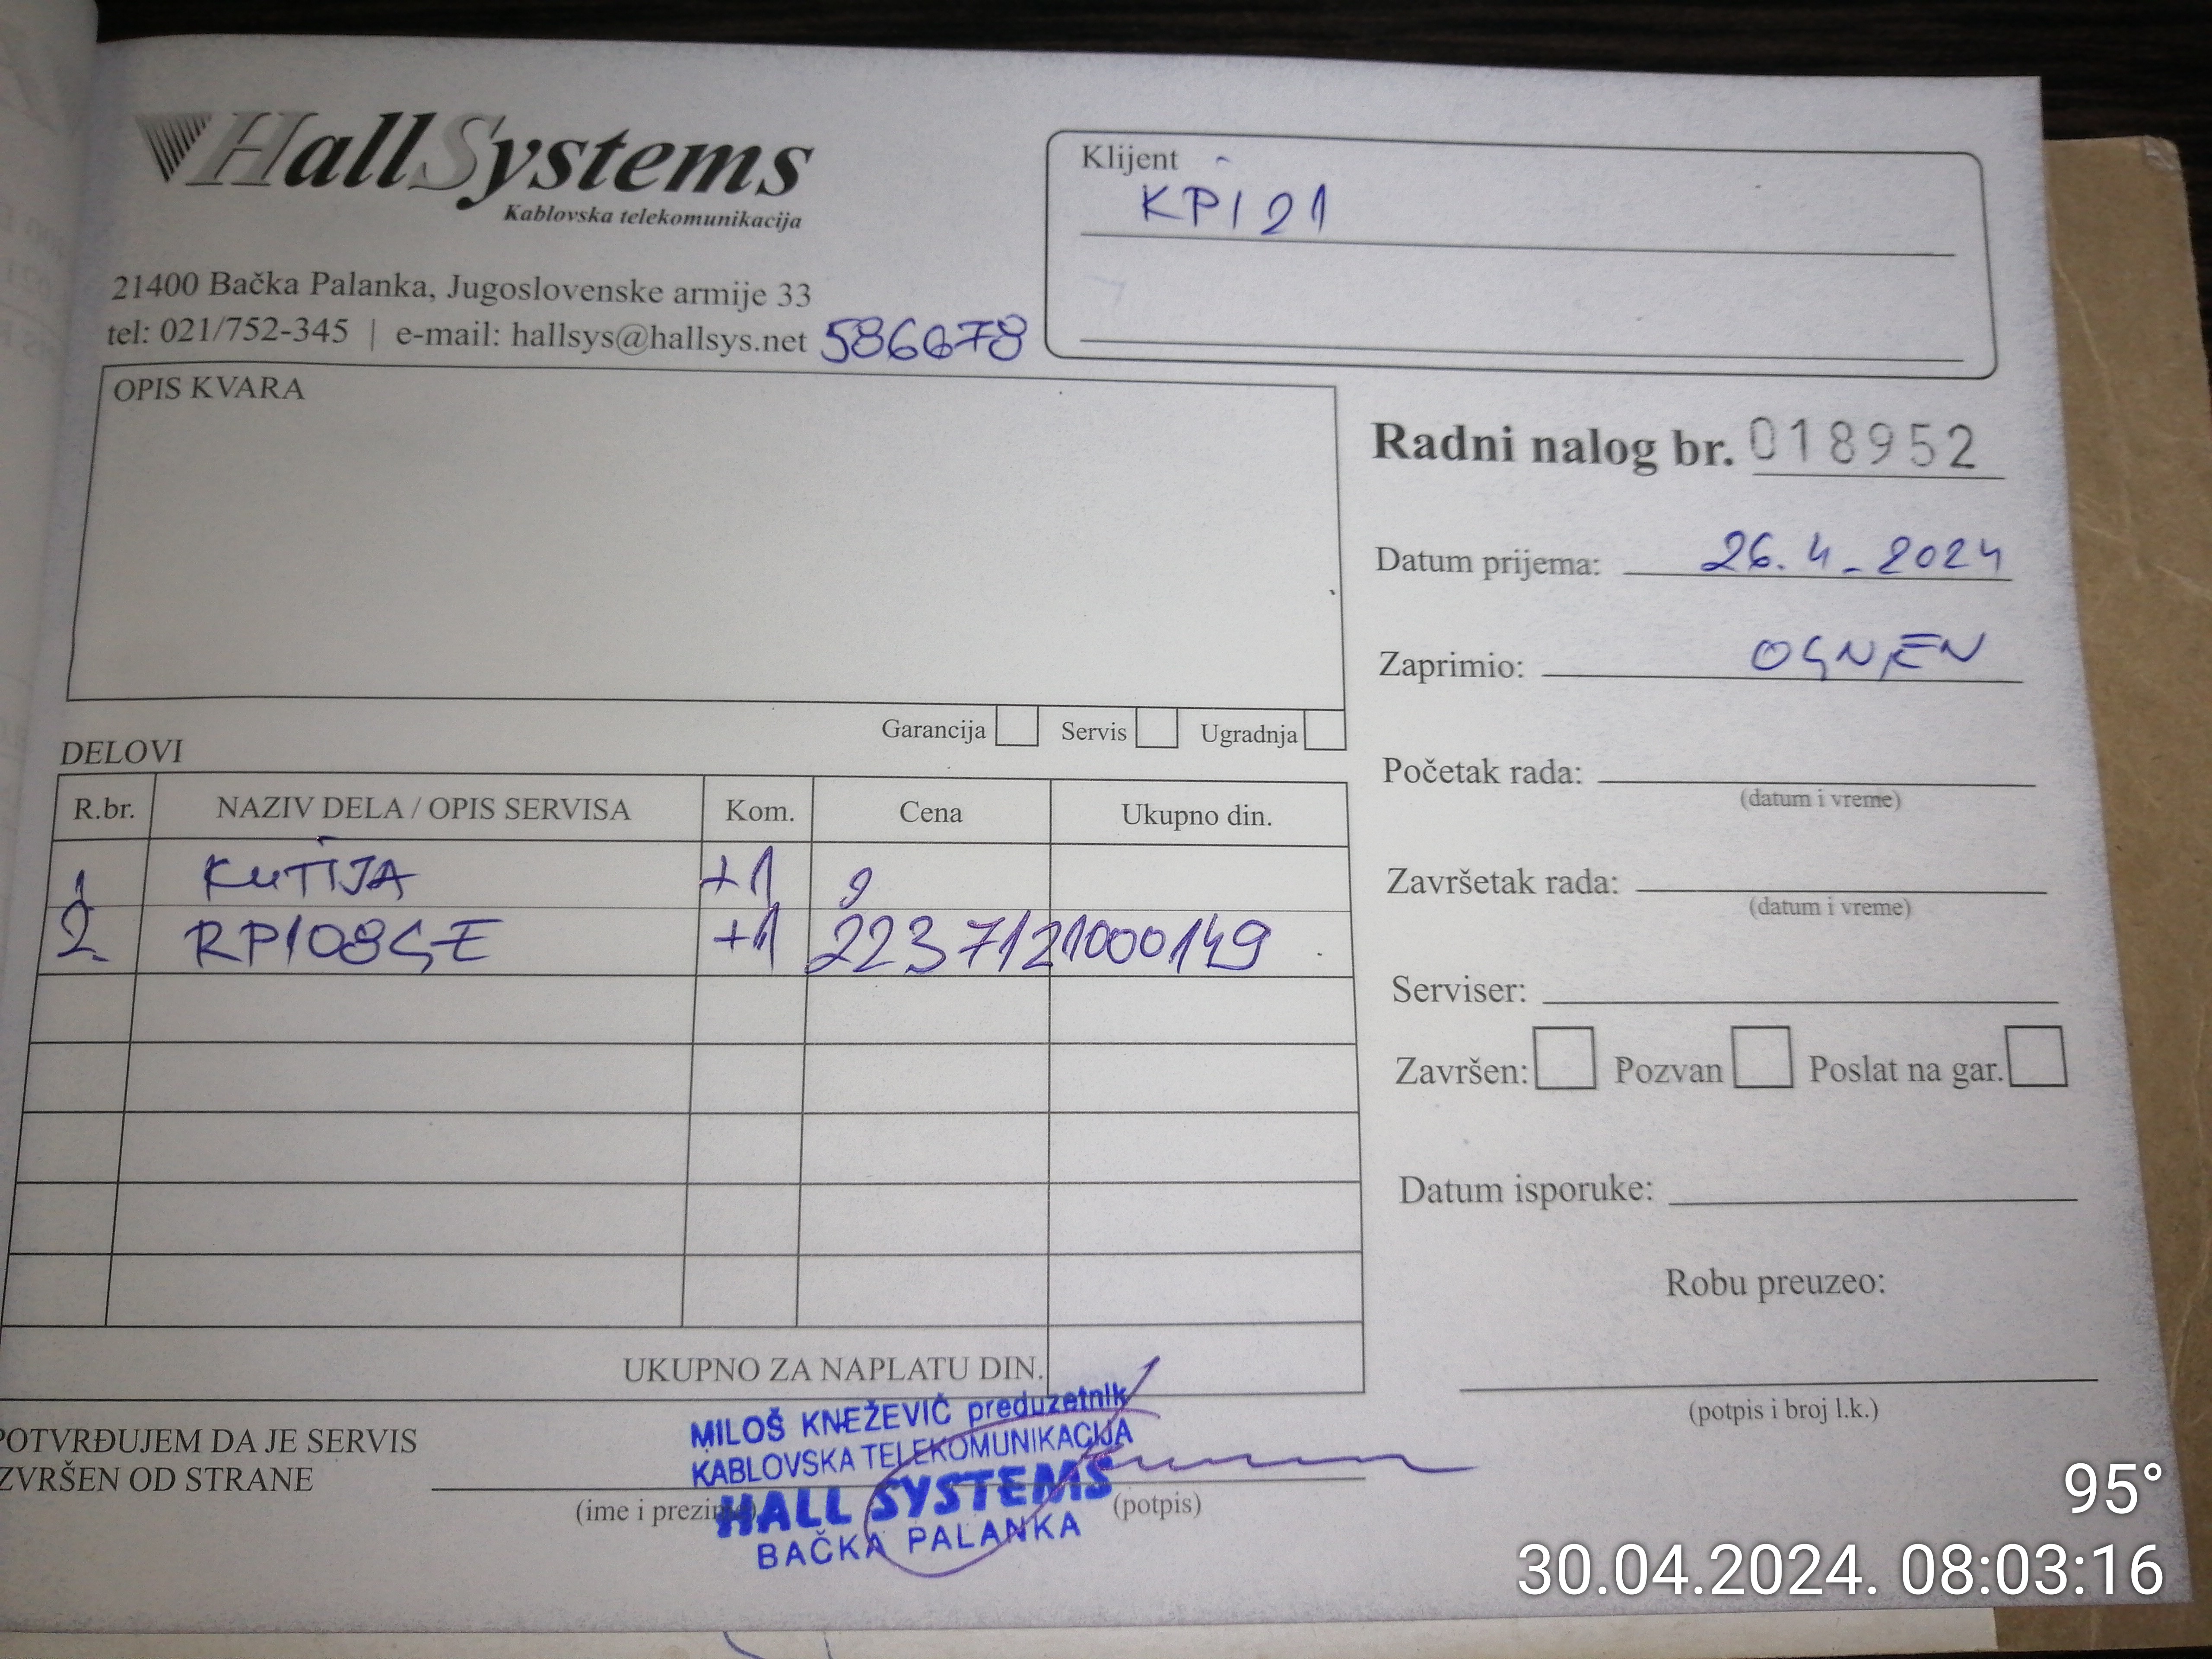 HallSystems
Kablovska telekomunikacija
21400 Bačka Palanka, Jugoslovenske armije 33
tel: 021/752-345 | e-mail: hallsys@hallsys.net 586678
Klijent
KP121
OPIS KVARA
Garancija Servis Ugradnja
Radni nalog br. 018952
Datum prijema: 26.4-2024
Zaprimio: OGNJEN
Početak rada:
(datum i vreme)
Završetak rada:
(datum i vreme)
Serviser:
Završen: Pozvan Poslat na gar.
Datum isporuke:
Robu preuzeo:
(potpis i broj l.k.)
DELOVI
R.br. NAZIV DELA / OPIS SERVISA Kom. Cena Ukupno din.
1 KUTIJA +1
2. RP108GE +1 2237121000149
UKUPNO ZA NAPLATU DIN.
POTVRĐUJEM DA JE SERVIS
IZVRŠEN OD STRANE
(ime i prezime) (potpis)
MILOŠ KNEŽEVIĆ preduzetnik
KABLOVSKA TELEKOMUNIKACIJA
HALL SYSTEMS
BAČKA PALANKA
95°
30.04.2024. 08:03:16